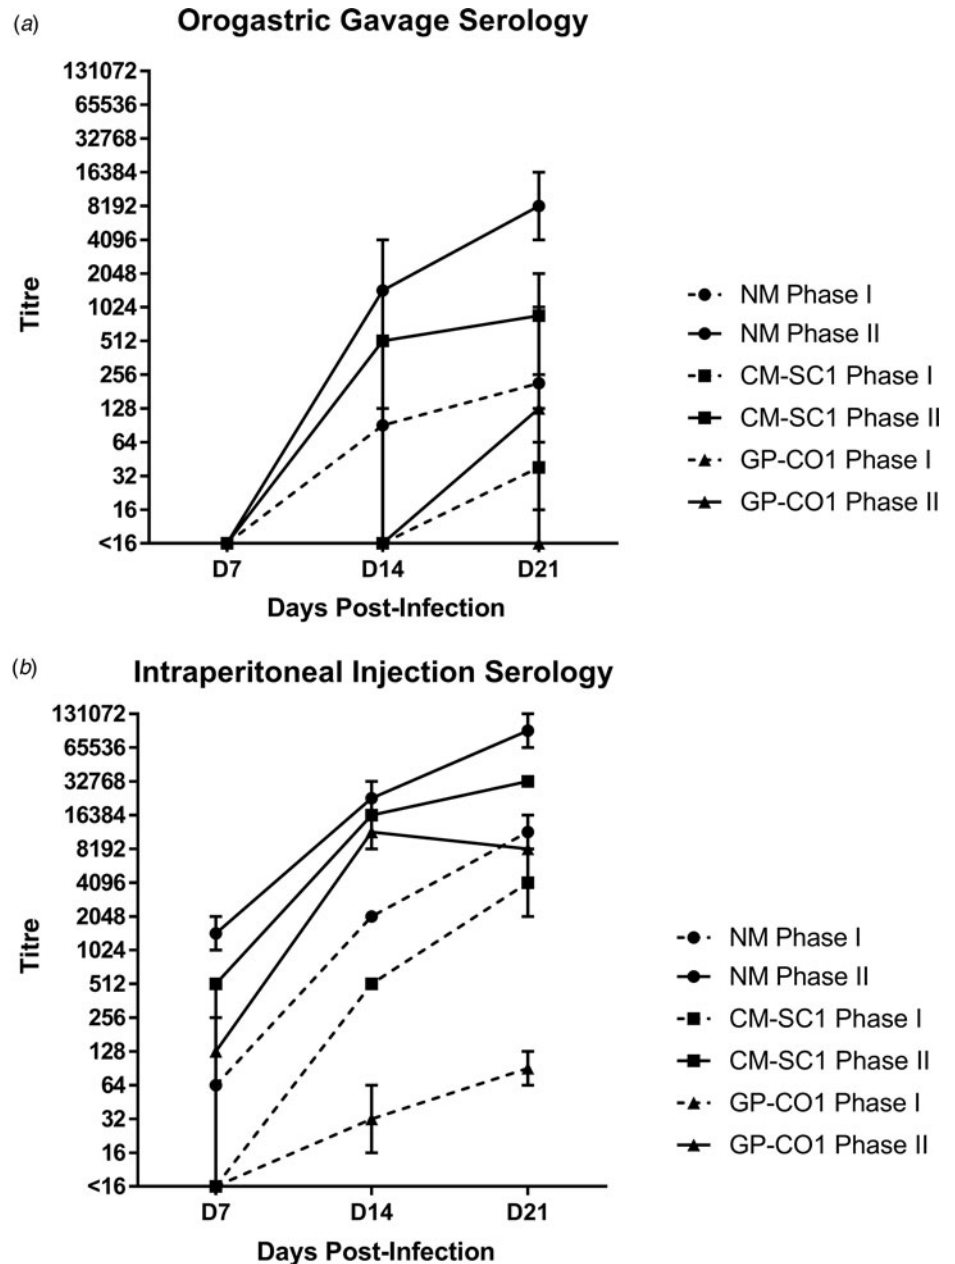 (a)
Orogastric Gavage Serology
131072
65536
32768
16384
8192
4096
2048
1024
512
256
128
64
32
16
<16
Titre
D7 D14 D21
Days Post-Infection
NM Phase I
NM Phase II
CM-SC1 Phase I
CM-SC1 Phase II
GP-CO1 Phase I
GP-CO1 Phase II
(b)
Intraperitoneal Injection Serology
131072
65536
32768
16384
8192
4096
2048
1024
512
256
128
64
32
16
<16
Titre
D7 D14 D21
Days Post-Infection
NM Phase I
NM Phase II
CM-SC1 Phase I
CM-SC1 Phase II
GP-CO1 Phase I
GP-CO1 Phase II